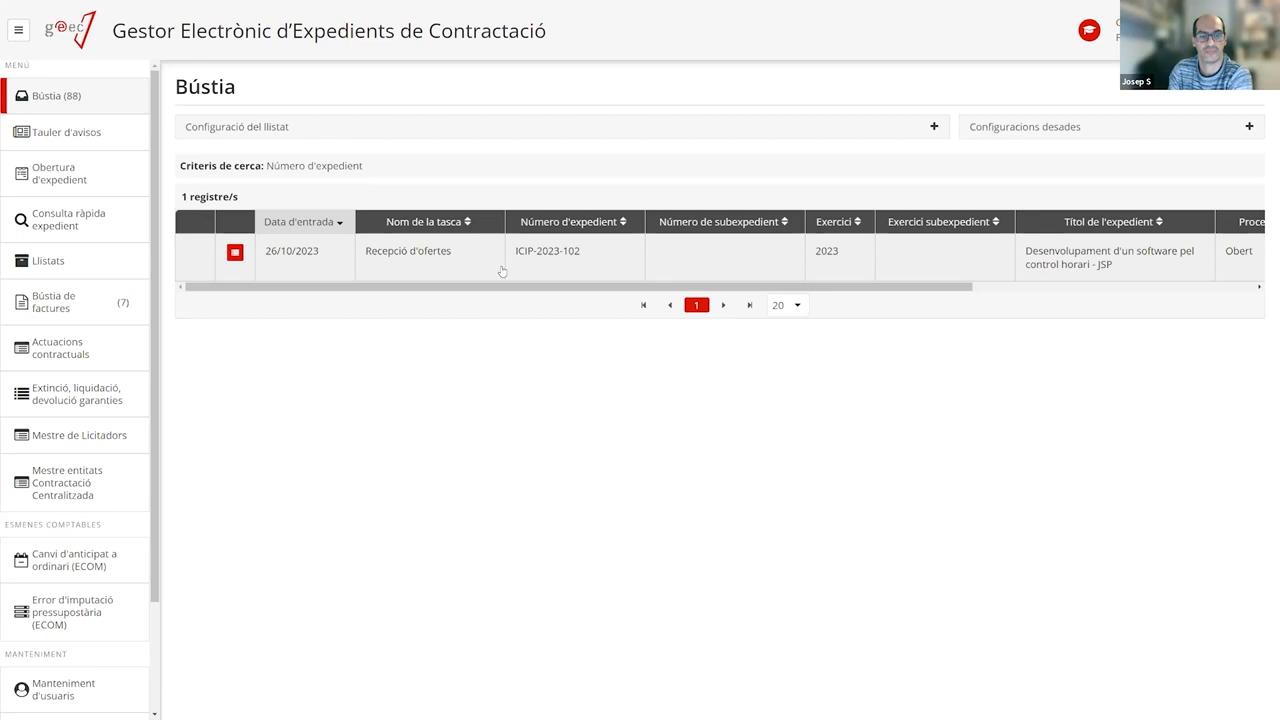 geec
Gestor Electrònic d'Expedients de Contractació
Josep S
MENÚ
Bústia (88)
Tauler d'avisos
Obertura
d'expedient
Consulta ràpida
expedient
Llistats
Bústia de
factures
(7)
Actuacions
contractuals
Extinció, liquidació,
devolució garanties
Mestre de Licitadors
Mestre entitats
Contractació
Centralitzada
ESMENES COMPTABLES
Canvi d'anticipat a
ordinari (ECOM)
Error d'imputació
pressupostària
(ECOM)
MANTENIMENT
Manteniment
d'usuaris
Bústia
Configuració del llistat
Configuracions desades
Criteris de cerca: Número d'expedient
1 registre/s
Data d'entrada Nom de la tasca Número d'expedient Número de subexpedient Exercici Exercici subexpedient Títol de l'expedient Proce
26/10/2023 Recepció d'ofertes ICIP-2023-102 2023 Desenvolupament d'un software pel Obert
control horari - JSP
1 20